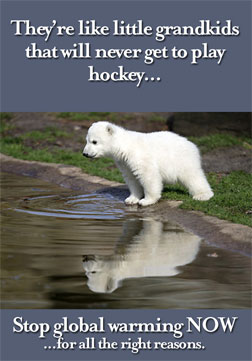 They're like little grandkids
that will never get to play
hockey...
Stop global warming NOW
...for all the right reasons.